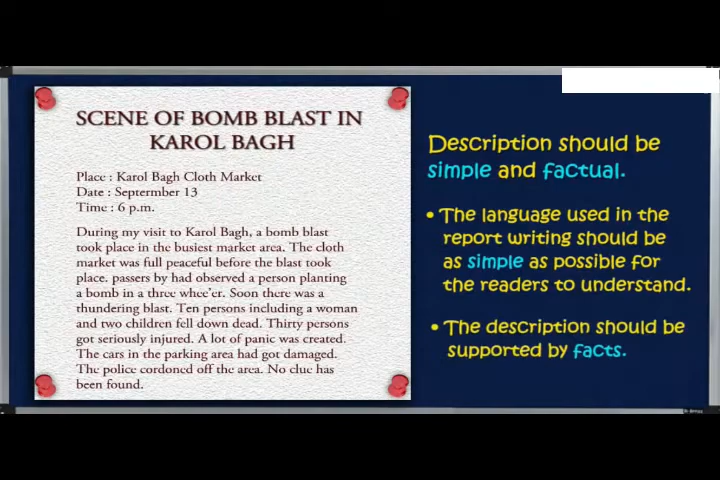 SCENE OF BOMB BLAST IN
KAROL BAGH
Place : Karol Bagh Cloth Market
Date : Septermber 13
Time : 6 p.m.
During my visit to Karol Bagh, a bomb blast
took place in the busiest market area. The cloth
market was full peaceful before the blast took
place. passers by had observed a person planting
a bomb in a three whee'er. Soon there was a
thundering blast. Ten persons including a woman
and two children fell down dead. Thirty persons
got seriously injured. A lot of panic was created.
The cars in the parking area had got damaged.
The police cordoned off the area. No clue has
been found.
Description should be
simple and factual.
• The language used in the
report writing should be
as simple as possible for
the readers to understand.
• The description should be
supported by facts.